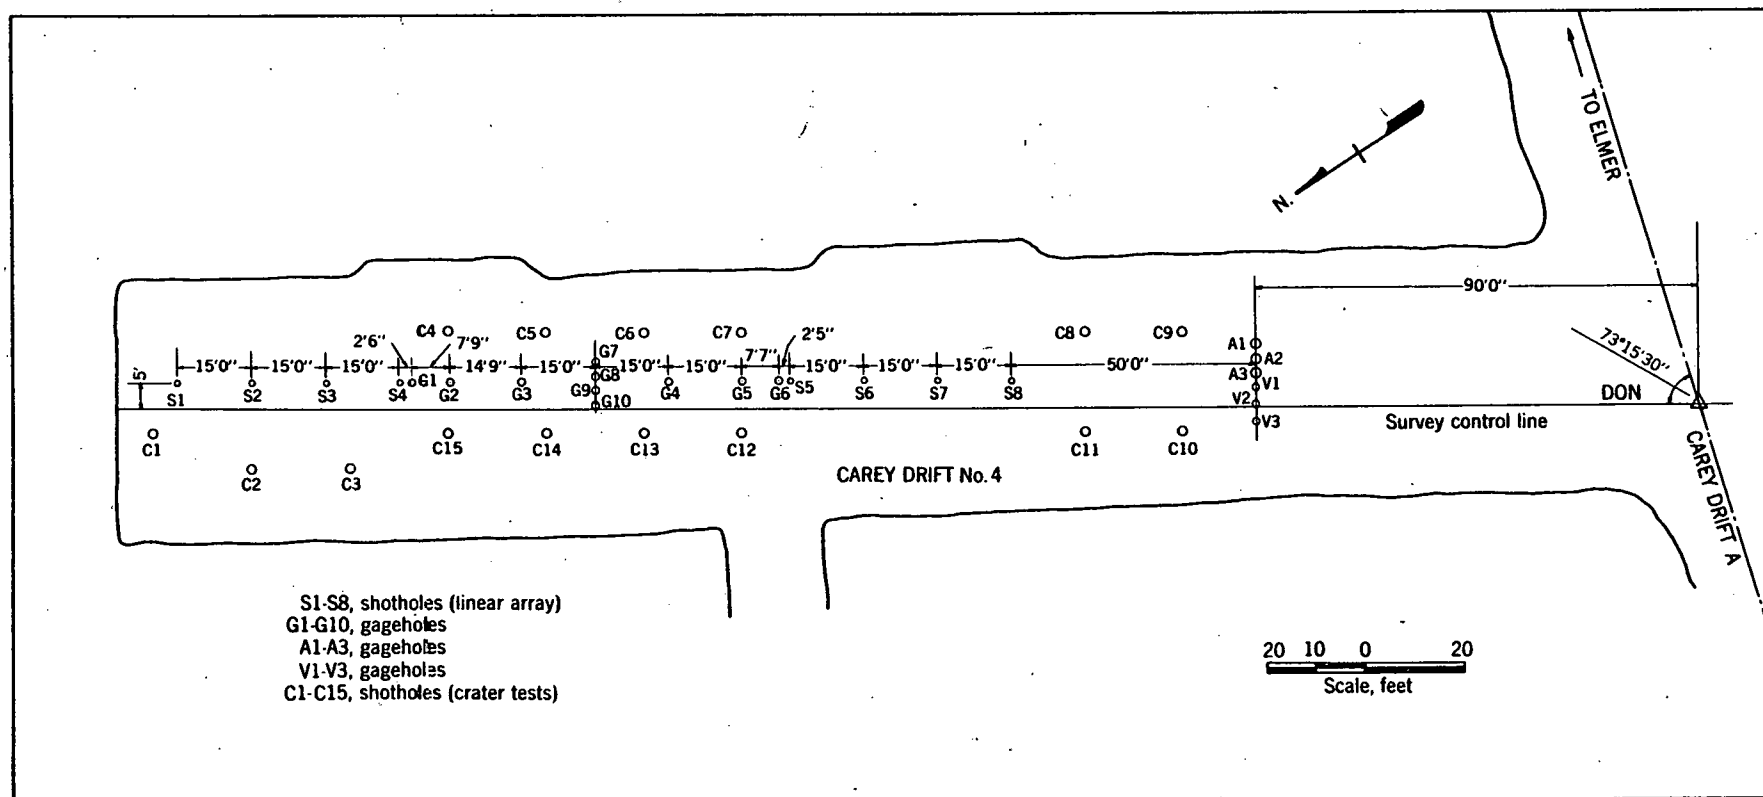 TO ELMER
N.
90'0"
73°15'30"
C4
C5
C6
C7
C8
C9
2'6"
7'9"
2'5"
5'
15'0"
15'0"
15'0"
14'9"
15'0"
15'0"
15'0"
7'7"
15'0"
15'0"
15'0"
50'0"
G7
G8
G9
G10
A1
A2
A3
V1
V2
V3
S1
S2
S3
S4
G1
G2
G3
G4
G5
G6
S5
S6
S7
S8
DON
Survey control line
C1
C2
C3
C15
C14
C13
C12
C11
C10
CAREY DRIFT No. 4
CAREY DRIFT A
S1-S8, shotholes (linear array)
G1-G10, gageholes
A1-A3, gageholes
V1-V3, gageholes
C1-C15, shotholes (crater tests)
20 10 0 20
Scale, feet